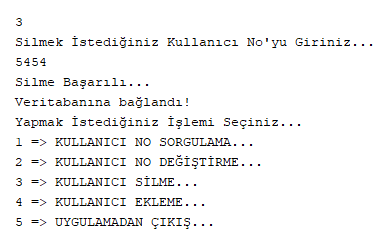 3
Silmek İstediğiniz Kullanıcı No'yu Giriniz...
5454
Silme Başarılı...
Veritabanına bağlandı!
Yapmak İstediğiniz İşlemi Seçiniz...
1 => KULLANICI NO SORGULAMA...
2 => KULLANICI NO DEĞİŞTİRME...
3 => KULLANICI SİLME...
4 => KULLANICI EKLEME...
5 => UYGULAMADAN ÇIKIŞ...